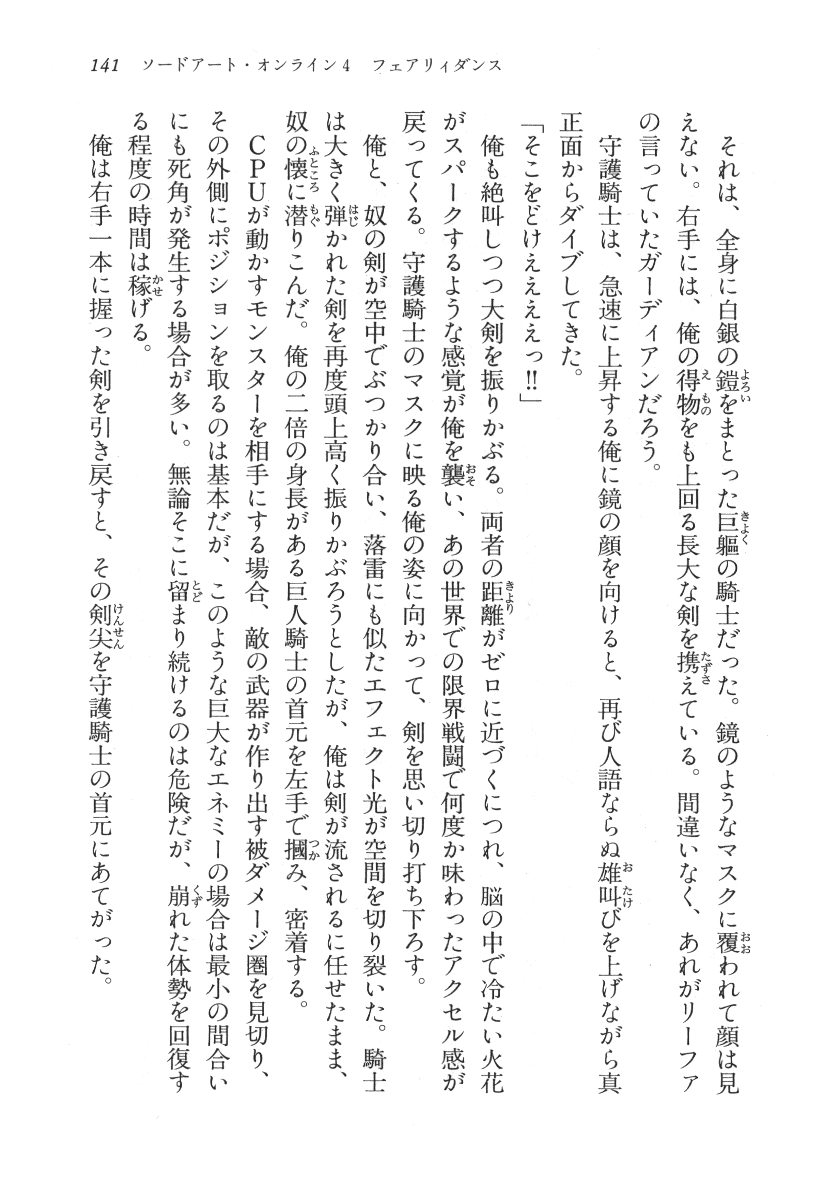 141　ソードアート・オンライン4　フェアリィダンス
　それは、全身に白銀の鎧をまとった巨軀の騎士だった。鏡のようなマスクに覆われて顔は見
えない。右手には、俺の得物をも上回る長大な剣を携えている。間違いなく、あれがリーファ
の言っていたガーディアンだろう。
　守護騎士は、急速に上昇する俺に鏡の顔を向けると、再び人語ならぬ雄叫びを上げながら真
正面からダイブしてきた。
「そこをどけええええっ!!」
　俺も絶叫しつつ大剣を振りかぶる。両者の距離がゼロに近づくにつれ、脳の中で冷たい火花
がスパークするような感覚が俺を襲い、あの世界での限界戦闘で何度か味わったアクセル感が
戻ってくる。守護騎士のマスクに映る俺の姿に向かって、剣を思い切り打ち下ろす。
　俺と、奴の剣が空中でぶつかり合い、落雷にも似たエフェクト光が空間を切り裂いた。騎士
は大きく弾かれた剣を再度頭上高く振りかぶろうとしたが、俺は剣が流されるに任せたまま、
奴の懐に潜りこんだ。俺の二倍の身長がある巨人騎士の首元を左手で摑み、密着する。
　CPUが動かすモンスターを相手にする場合、敵の武器が作り出す被ダメージ圏を見切り、
その外側にポジションを取るのは基本だが、このような巨大なエネミーの場合は最小の間合い
にも死角が発生する場合が多い。無論そこに留まり続けるのは危険だが、崩れた体勢を回復す
る程度の時間は稼げる。
　俺は右手一本に握った剣を引き戻すと、その剣尖を守護騎士の首元にあてがった。